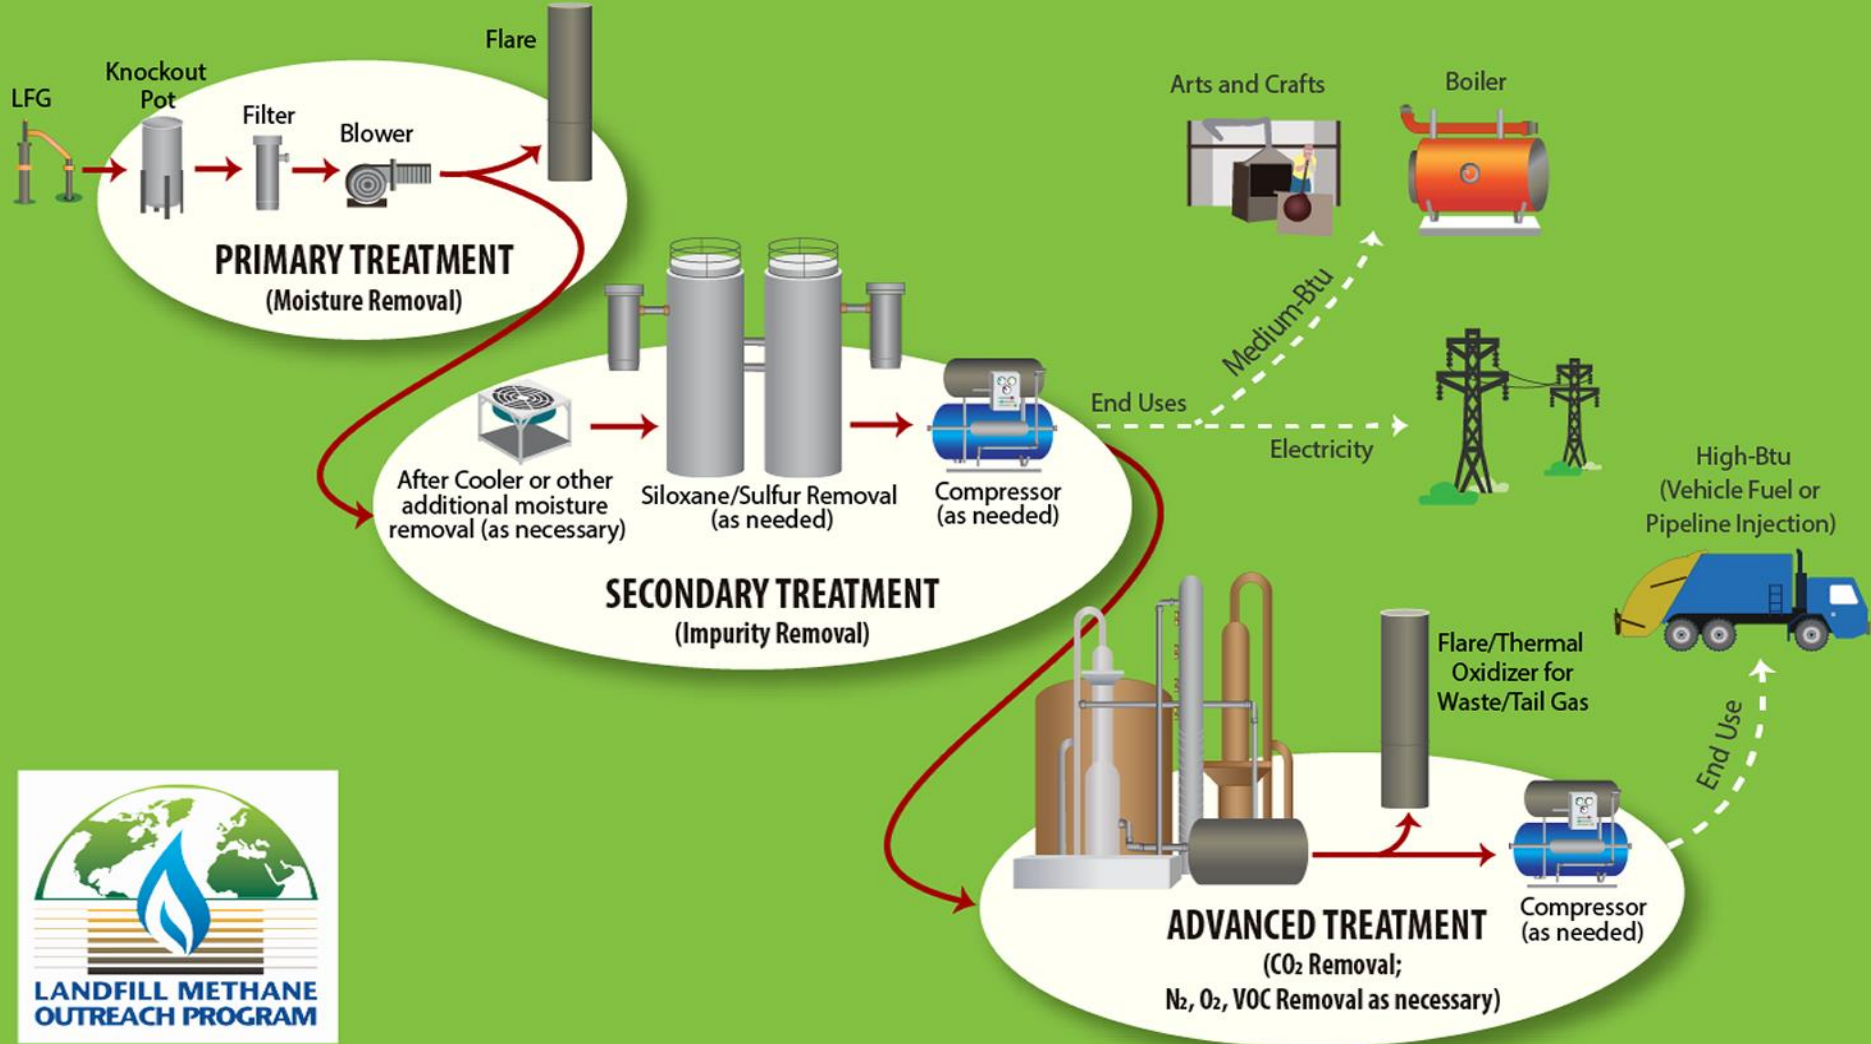 LFG
Knockout
Pot
Filter
Blower
Flare
PRIMARY TREATMENT
(Moisture Removal)
After Cooler or other
additional moisture
removal (as necessary)
Siloxane/Sulfur Removal
(as needed)
Compressor
(as needed)
SECONDARY TREATMENT
(Impurity Removal)
End Uses
Medium-Btu
Arts and Crafts
Boiler
Electricity
High-Btu
(Vehicle Fuel or
Pipeline Injection)
Flare/Thermal
Oxidizer for
Waste/Tail Gas
End Use
Compressor
(as needed)
ADVANCED TREATMENT
(CO₂ Removal;
N₂, O₂, VOC Removal as necessary)
LANDFILL METHANE
OUTREACH PROGRAM